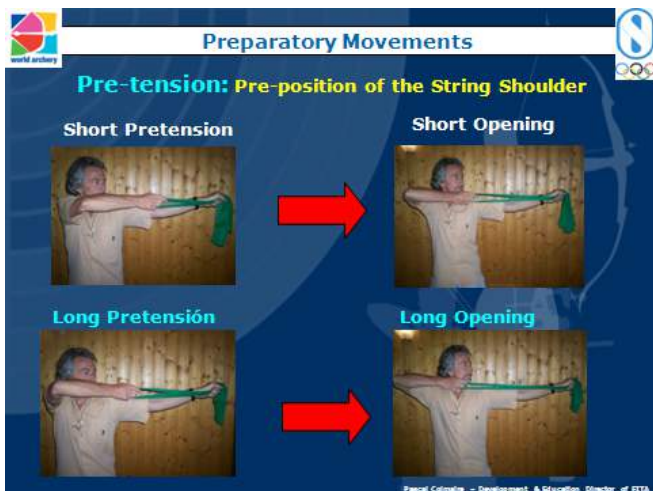 Preparatory Movements
world archery
Pre-tension: Pre-position of the String Shoulder
Short Pretension
Short Opening
Long Pretensión
Long Opening
Pascal Colmaire – Development & Education Director of FITA